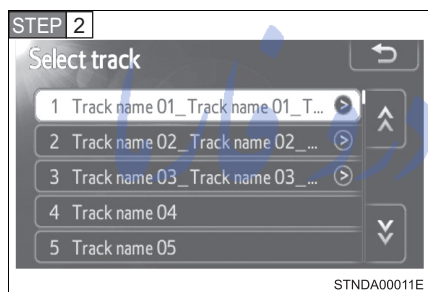 STEP 2
Select track
1 Track name 01_Track name 01_T...
2 Track name 02_Track name 02_...
3 Track name 03_Track name 03_...
4 Track name 04
5 Track name 05
STNDA00011E